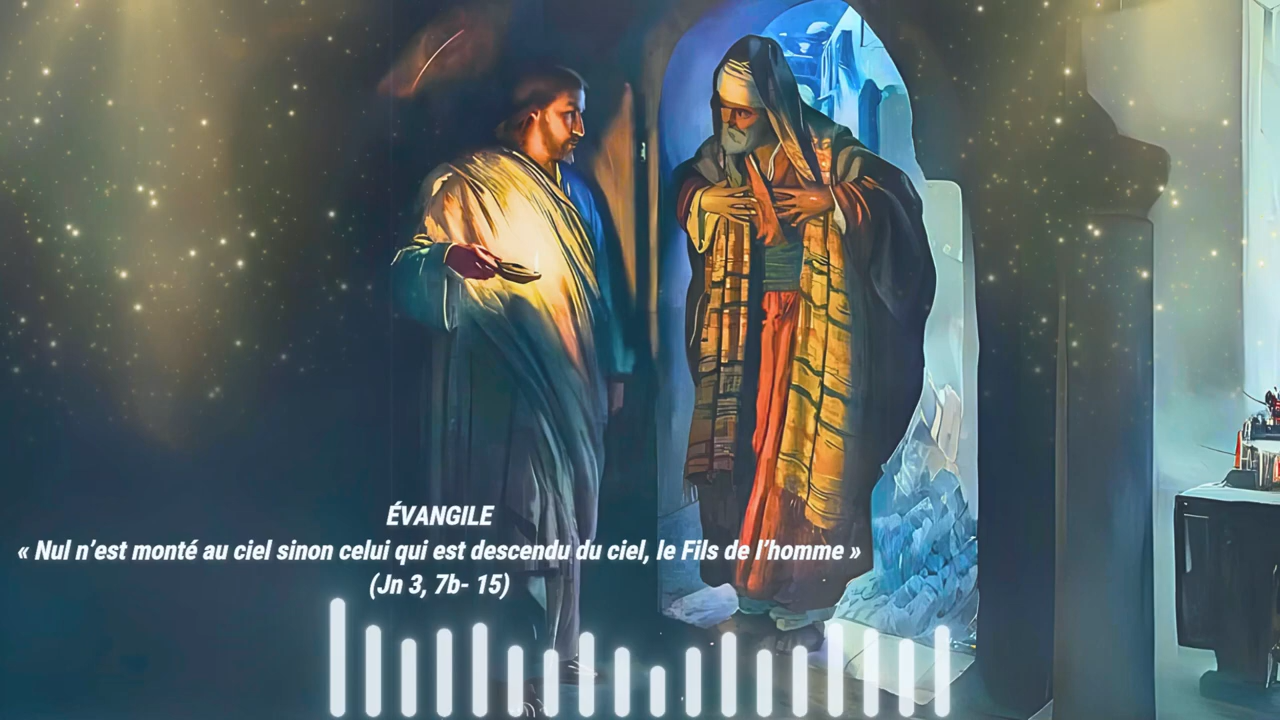 ÉVANGILE
« Nul n’est monté au ciel sinon celui qui est descendu du ciel, le Fils de l’homme »
(Jn 3, 7b- 15)